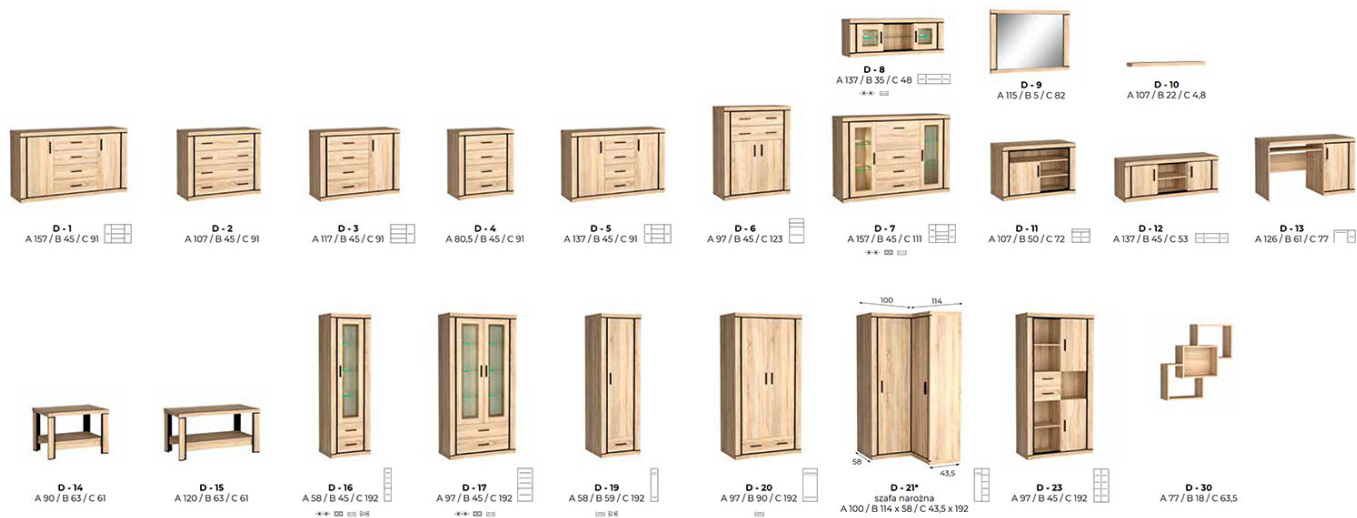 D - 8
A 137 / B 35 / C 48
D - 9
A 115 / B 5 / C 82
D - 10
A 107 / B 22 / C 4,8
D - 1
A 157 / B 45 / C 91
D - 2
A 107 / B 45 / C 91
D - 3
A 117 / B 45 / C 91
D - 4
A 80,5 / B 45 / C 91
D - 5
A 137 / B 45 / C 91
D - 6
A 97 / B 45 / C 123
D - 7
A 157 / B 45 / C 111
D - 11
A 107 / B 50 / C 72
D - 12
A 137 / B 45 / C 53
D - 13
A 126 / B 61 / C 77
100
114
58
43,5
D - 14
A 90 / B 63 / C 61
D - 15
A 120 / B 63 / C 61
D - 16
A 58 / B 45 / C 192
D - 17
A 97 / B 45 / C 192
D - 19
A 58 / B 59 / C 192
D - 20
A 97 / B 90 / C 192
D - 21*
szafa narożna
A 100 / B 114 x 58 / C 43,5 x 192
D - 23
A 97 / B 45 / C 192
D - 30
A 77 / B 18 / C 63,5